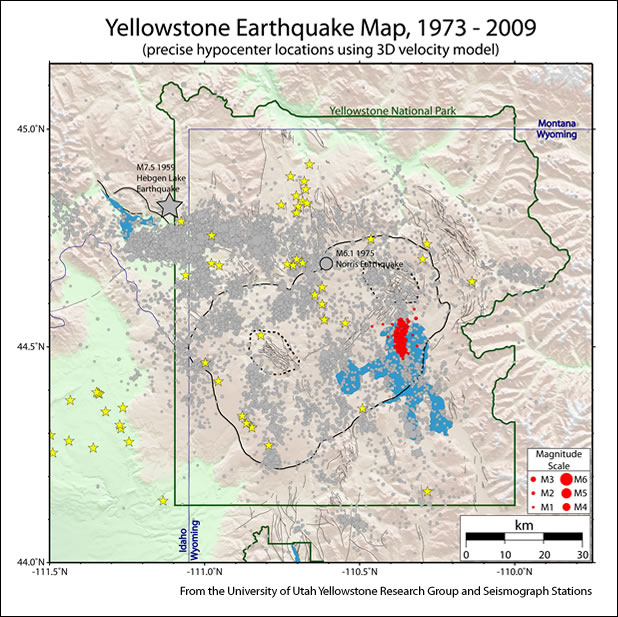 Yellowstone Earthquake Map, 1973 - 2009
(precise hypocenter locations using 3D velocity model)
Yellowstone National Park
45.0˚N
Montana
Wyoming
M7.5 1959
Hebgen Lake
Earthquake
M6.1 1975
Norris Earthquake
44.5˚N
Magnitude
Scale
M3 M6
M2 M5
M1 M4
km
0 10 20 30
Idaho
Wyoming
44.0˚N
-111.5˚N -111.0˚N -110.5˚N -110.0˚N
From the University of Utah Yellowstone Research Group and Seismograph Stations